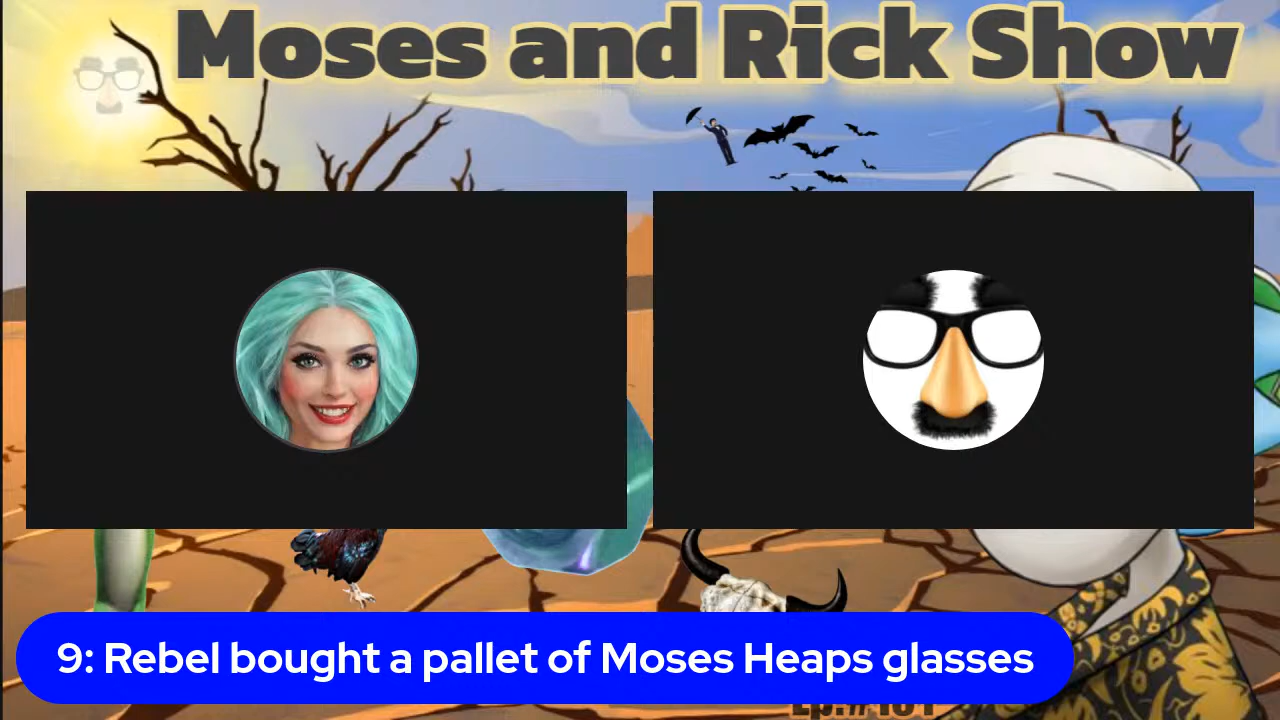 Moses and Rick Show
9: Rebel bought a pallet of Moses Heaps glasses